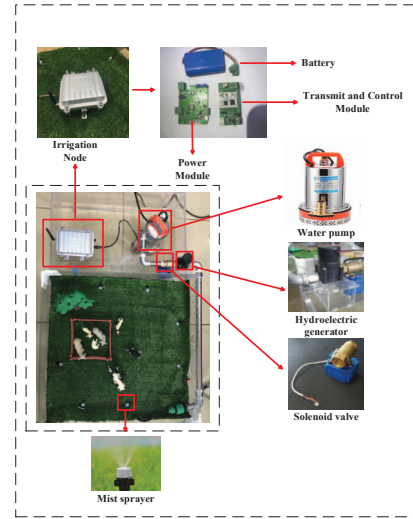 Battery
Transmit and Control
Module
Irrigation
Node
Power
Module
Water pump
Hydroelectric
generator
Solenoid valve
Mist sprayer